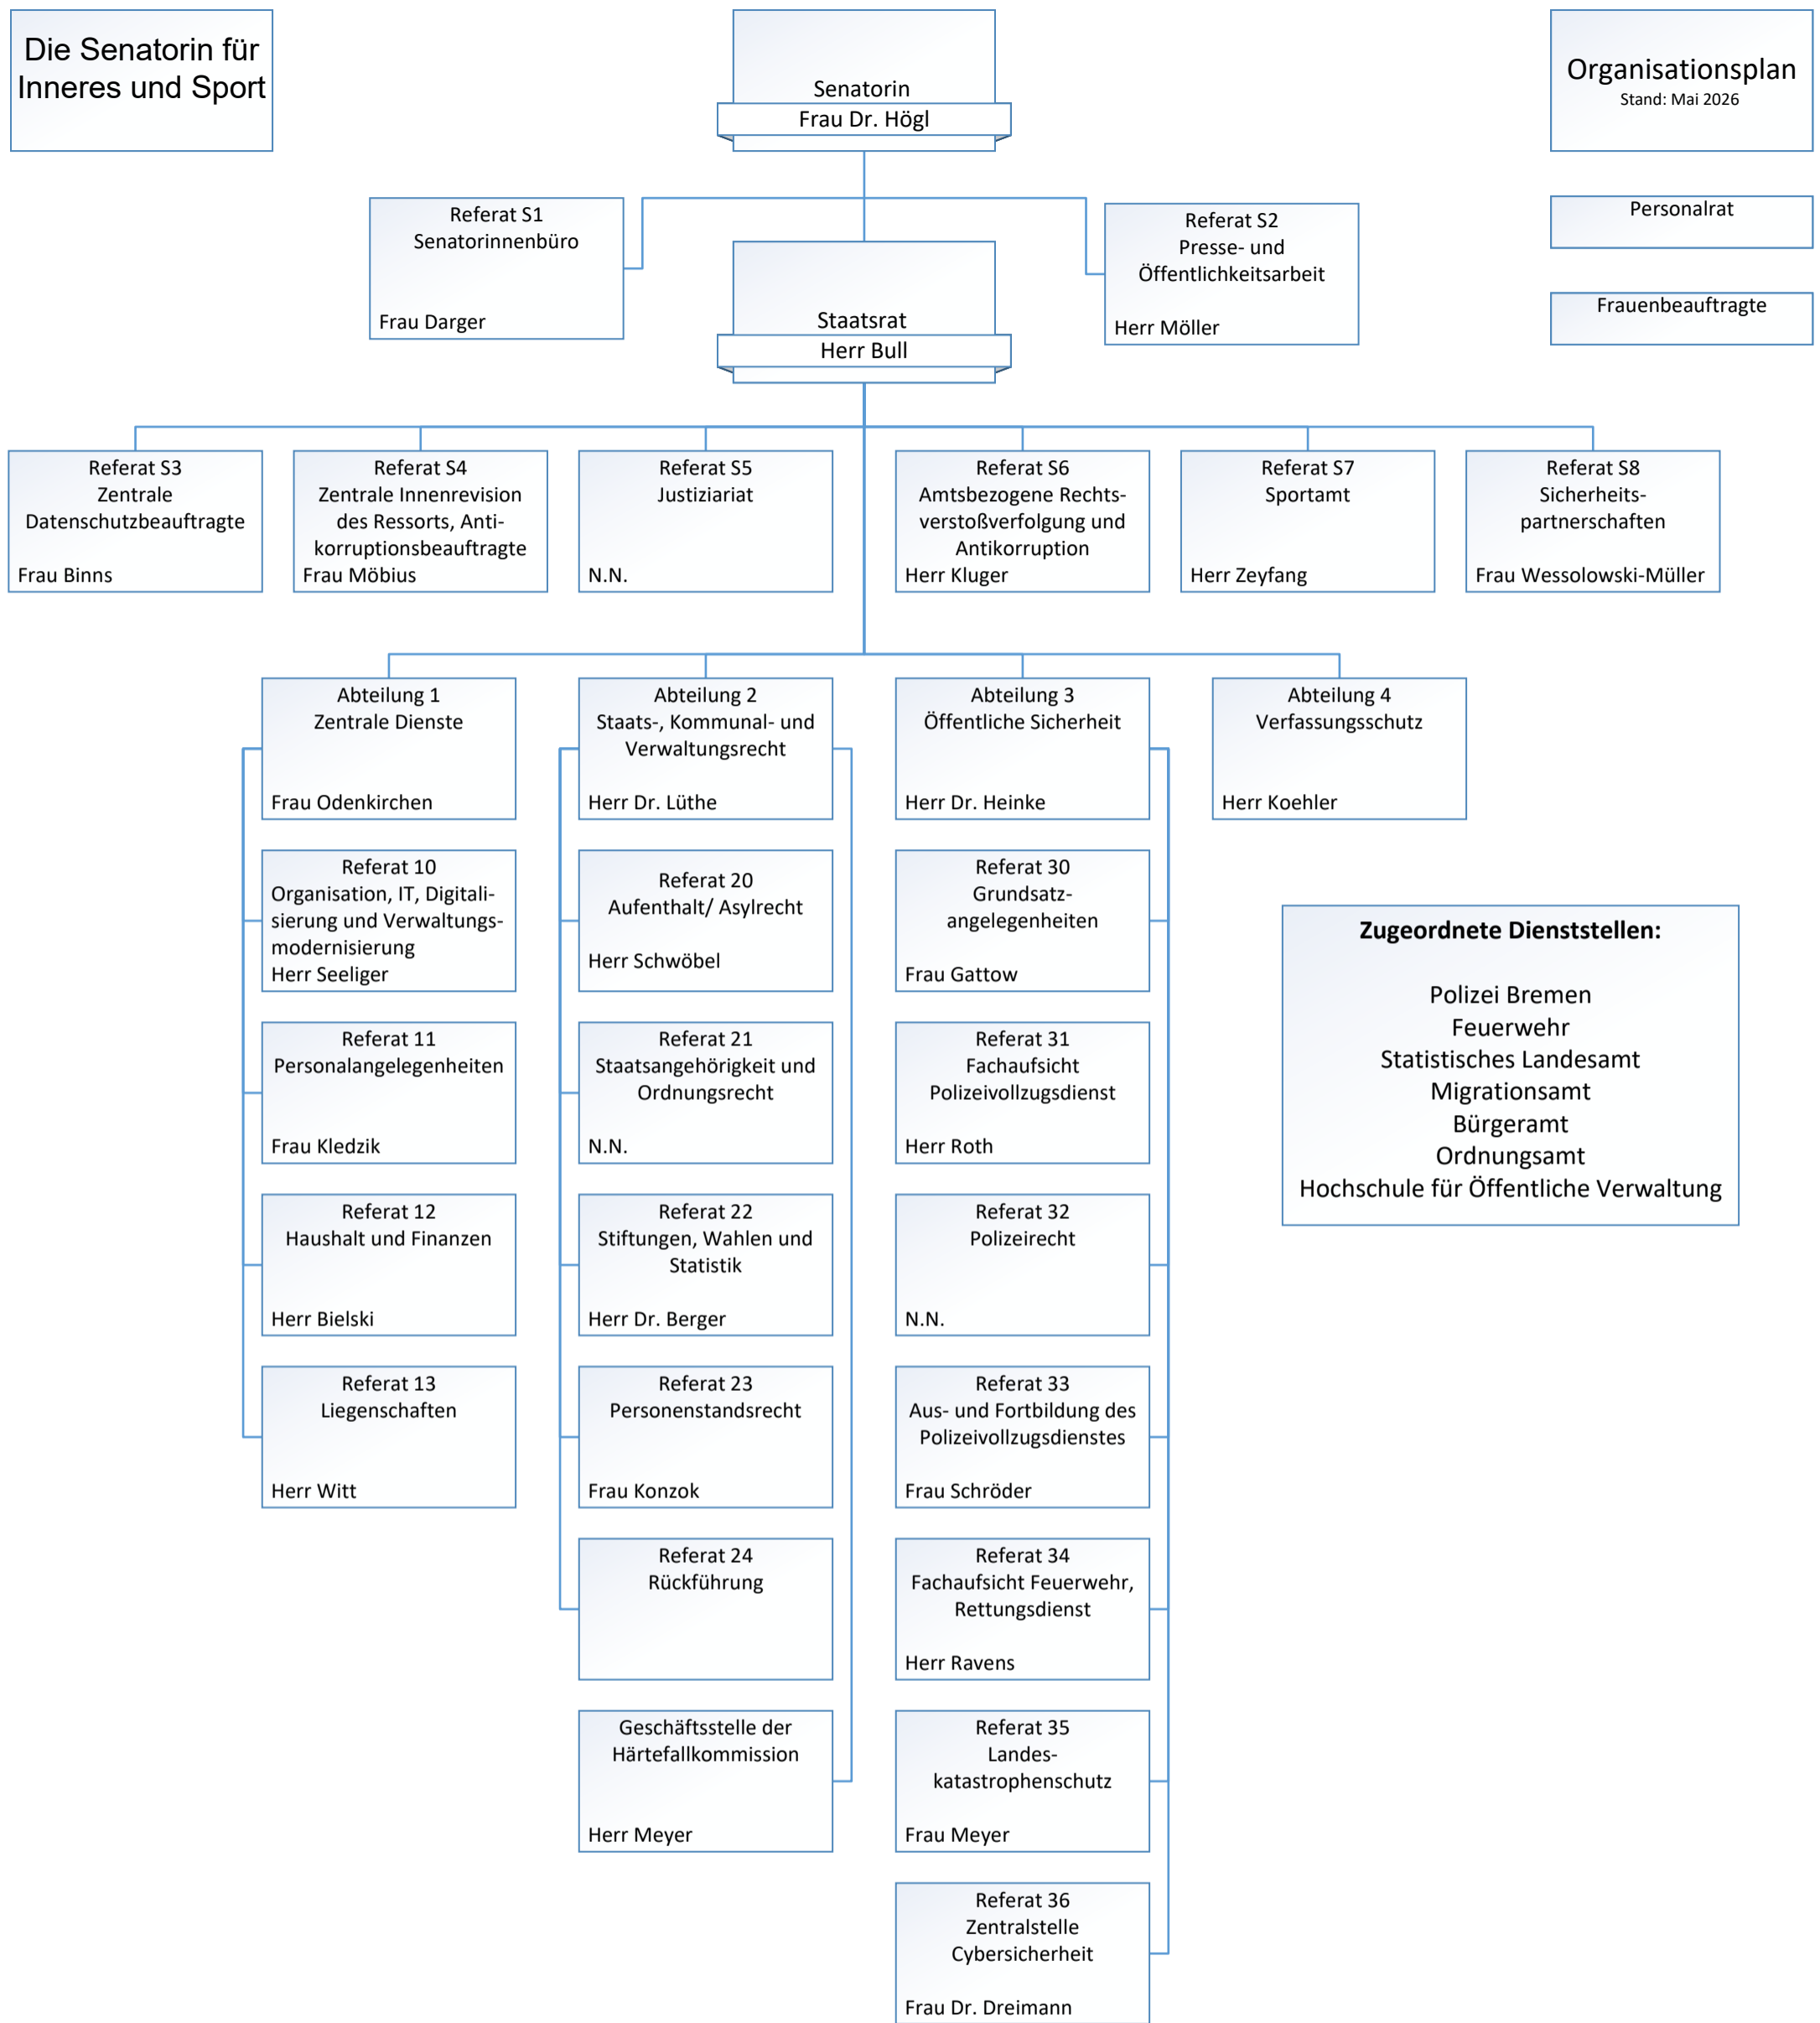 Die Senatorin für
Inneres und Sport
Senatorin
Frau Dr. Högl
Organisationsplan
Stand: Mai 2026
Personalrat
Frauenbeauftragte
Referat S1
Senatorinnenbüro
Frau Darger
Referat S2
Presse- und
Öffentlichkeitsarbeit
Herr Möller
Staatsrat
Herr Bull
Referat S3
Zentrale
Datenschutzbeauftragte
Frau Binns
Referat S4
Zentrale Innenrevision
des Ressorts, Anti-
korruptionsbeauftragte
Frau Möbius
Referat S5
Justiziariat
N.N.
Referat S6
Amtsbezogene Rechts-
verstoßverfolgung und
Antikorruption
Herr Kluger
Referat S7
Sportamt
Herr Zeyfang
Referat S8
Sicherheits-
partnerschaften
Frau Wessolowski-Müller
Abteilung 1
Zentrale Dienste
Frau Odenkirchen
Referat 10
Organisation, IT, Digitali-
sierung und Verwaltungs-
modernisierung
Herr Seeliger
Referat 11
Personalangelegenheiten
Frau Kledzik
Referat 12
Haushalt und Finanzen
Herr Bielski
Referat 13
Liegenschaften
Herr Witt
Abteilung 2
Staats-, Kommunal- und
Verwaltungsrecht
Herr Dr. Lüthe
Referat 20
Aufenthalt/ Asylrecht
Herr Schwöbel
Referat 21
Staatsangehörigkeit und
Ordnungsrecht
N.N.
Referat 22
Stiftungen, Wahlen und
Statistik
Herr Dr. Berger
Referat 23
Personenstandsrecht
Frau Konzok
Referat 24
Rückführung
Geschäftsstelle der
Härtefallkommission
Herr Meyer
Abteilung 3
Öffentliche Sicherheit
Herr Dr. Heinke
Referat 30
Grundsatz-
angelegenheiten
Frau Gattow
Referat 31
Fachaufsicht
Polizeivollzugsdienst
Herr Roth
Referat 32
Polizeirecht
N.N.
Referat 33
Aus- und Fortbildung des
Polizeivollzugsdienstes
Frau Schröder
Referat 34
Fachaufsicht Feuerwehr,
Rettungsdienst
Herr Ravens
Referat 35
Landes-
katastrophenschutz
Frau Meyer
Referat 36
Zentralstelle
Cybersicherheit
Frau Dr. Dreimann
Abteilung 4
Verfassungsschutz
Herr Koehler
Zugeordnete Dienststellen:
Polizei Bremen
Feuerwehr
Statistisches Landesamt
Migrationsamt
Bürgeramt
Ordnungsamt
Hochschule für Öffentliche Verwaltung